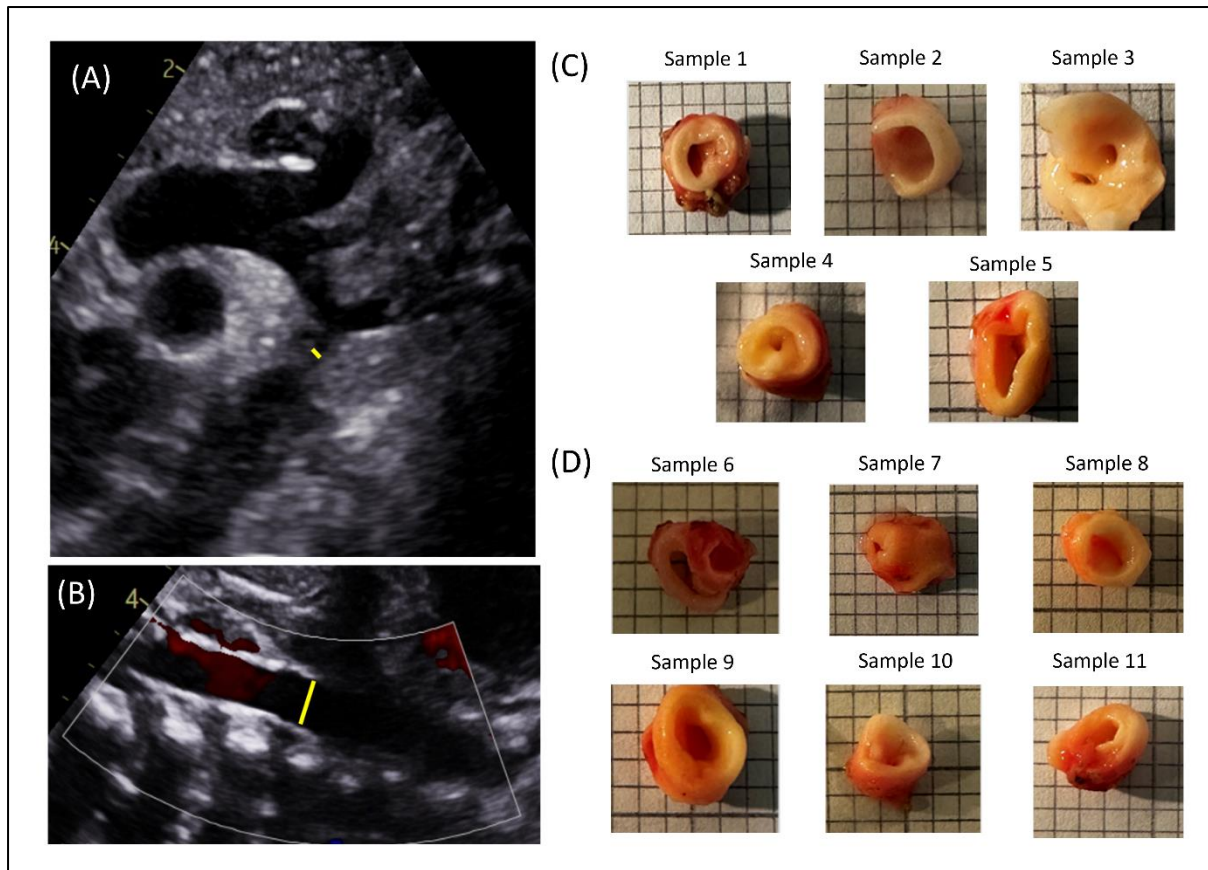 (A)
2
4
(B)
4
(C)
Sample 1
Sample 2
Sample 3
Sample 4
Sample 5
(D)
Sample 6
Sample 7
Sample 8
Sample 9
Sample 10
Sample 11